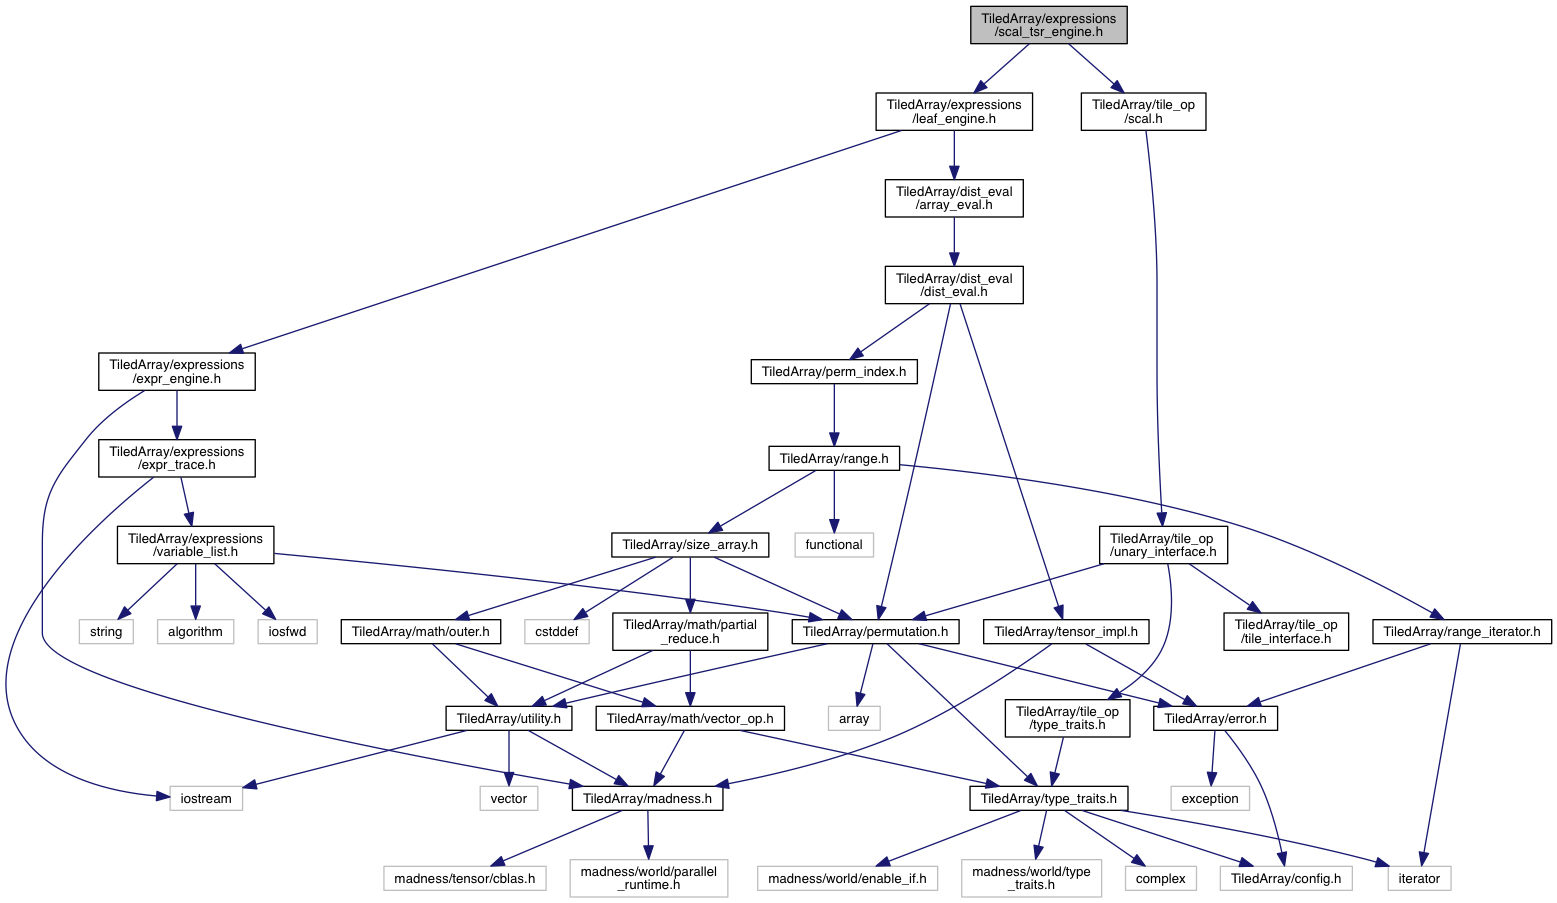 TiledArray/expressions
/scal_tsr_engine.h
TiledArray/expressions
/leaf_engine.h
TiledArray/tile_op
/scal.h
TiledArray/dist_eval
/array_eval.h
TiledArray/dist_eval
/dist_eval.h
TiledArray/expressions
/expr_engine.h
TiledArray/perm_index.h
TiledArray/expressions
/expr_trace.h
TiledArray/range.h
TiledArray/expressions
/variable_list.h
TiledArray/size_array.h
functional
TiledArray/tile_op
/unary_interface.h
string
algorithm
iosfwd
TiledArray/math/outer.h
cstddef
TiledArray/math/partial
_reduce.h
TiledArray/permutation.h
TiledArray/tensor_impl.h
TiledArray/tile_op
/tile_interface.h
TiledArray/range_iterator.h
TiledArray/utility.h
TiledArray/math/vector_op.h
array
TiledArray/tile_op
/type_traits.h
TiledArray/error.h
iostream
vector
TiledArray/madness.h
TiledArray/type_traits.h
exception
madness/tensor/cblas.h
madness/world/parallel
_runtime.h
madness/world/enable_if.h
madness/world/type
_traits.h
complex
TiledArray/config.h
iterator